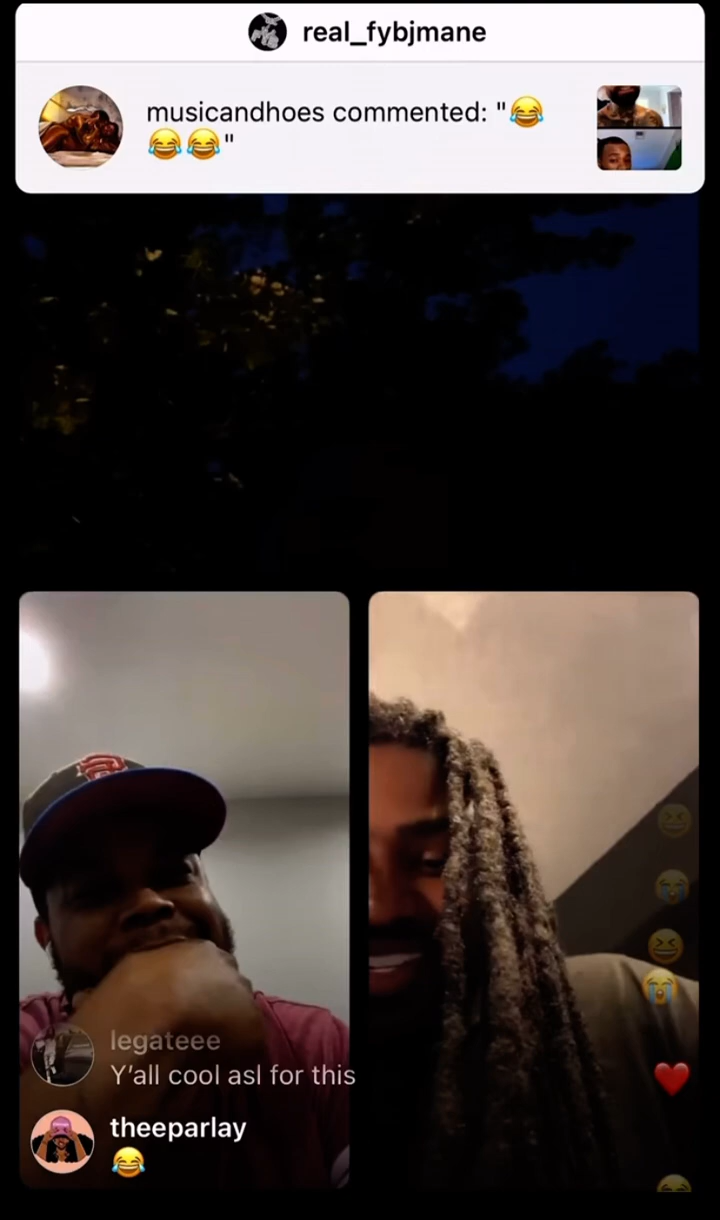 real_fybjmane
musicandhoes commented: "😂
😂😂"
legateee
Y'all cool asl for this
theeparlay
😂